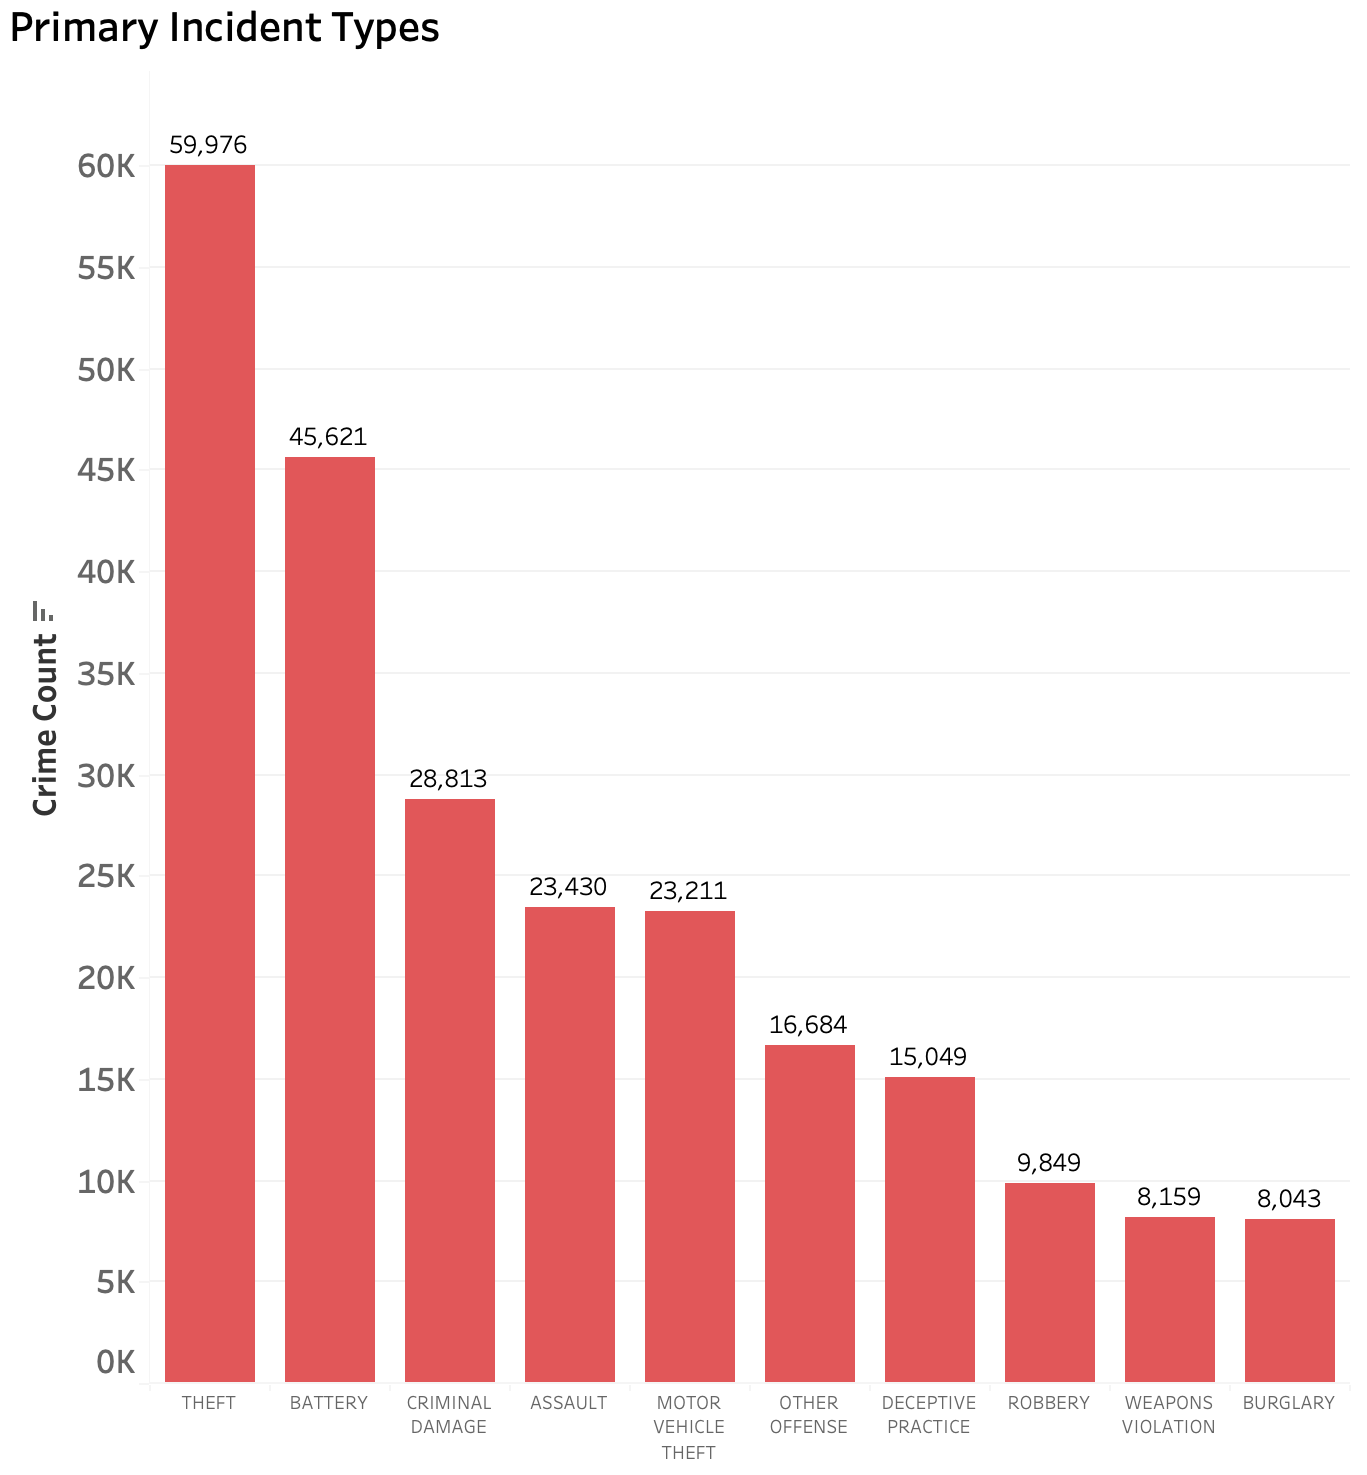 Primary Incident Types
59,976
60K
55K
50K
45,621
45K
40K
Crime Count
35K
28,813
30K
23,430
23,211
25K
20K
16,684
15,049
15K
9,849
10K
8,159
8,043
5K
0K
THEFT
BATTERY
CRIMINAL
DAMAGE
ASSAULT
MOTOR
VEHICLE
THEFT
OTHER
OFFENSE
DECEPTIVE
PRACTICE
ROBBERY
WEAPONS
VIOLATION
BURGLARY